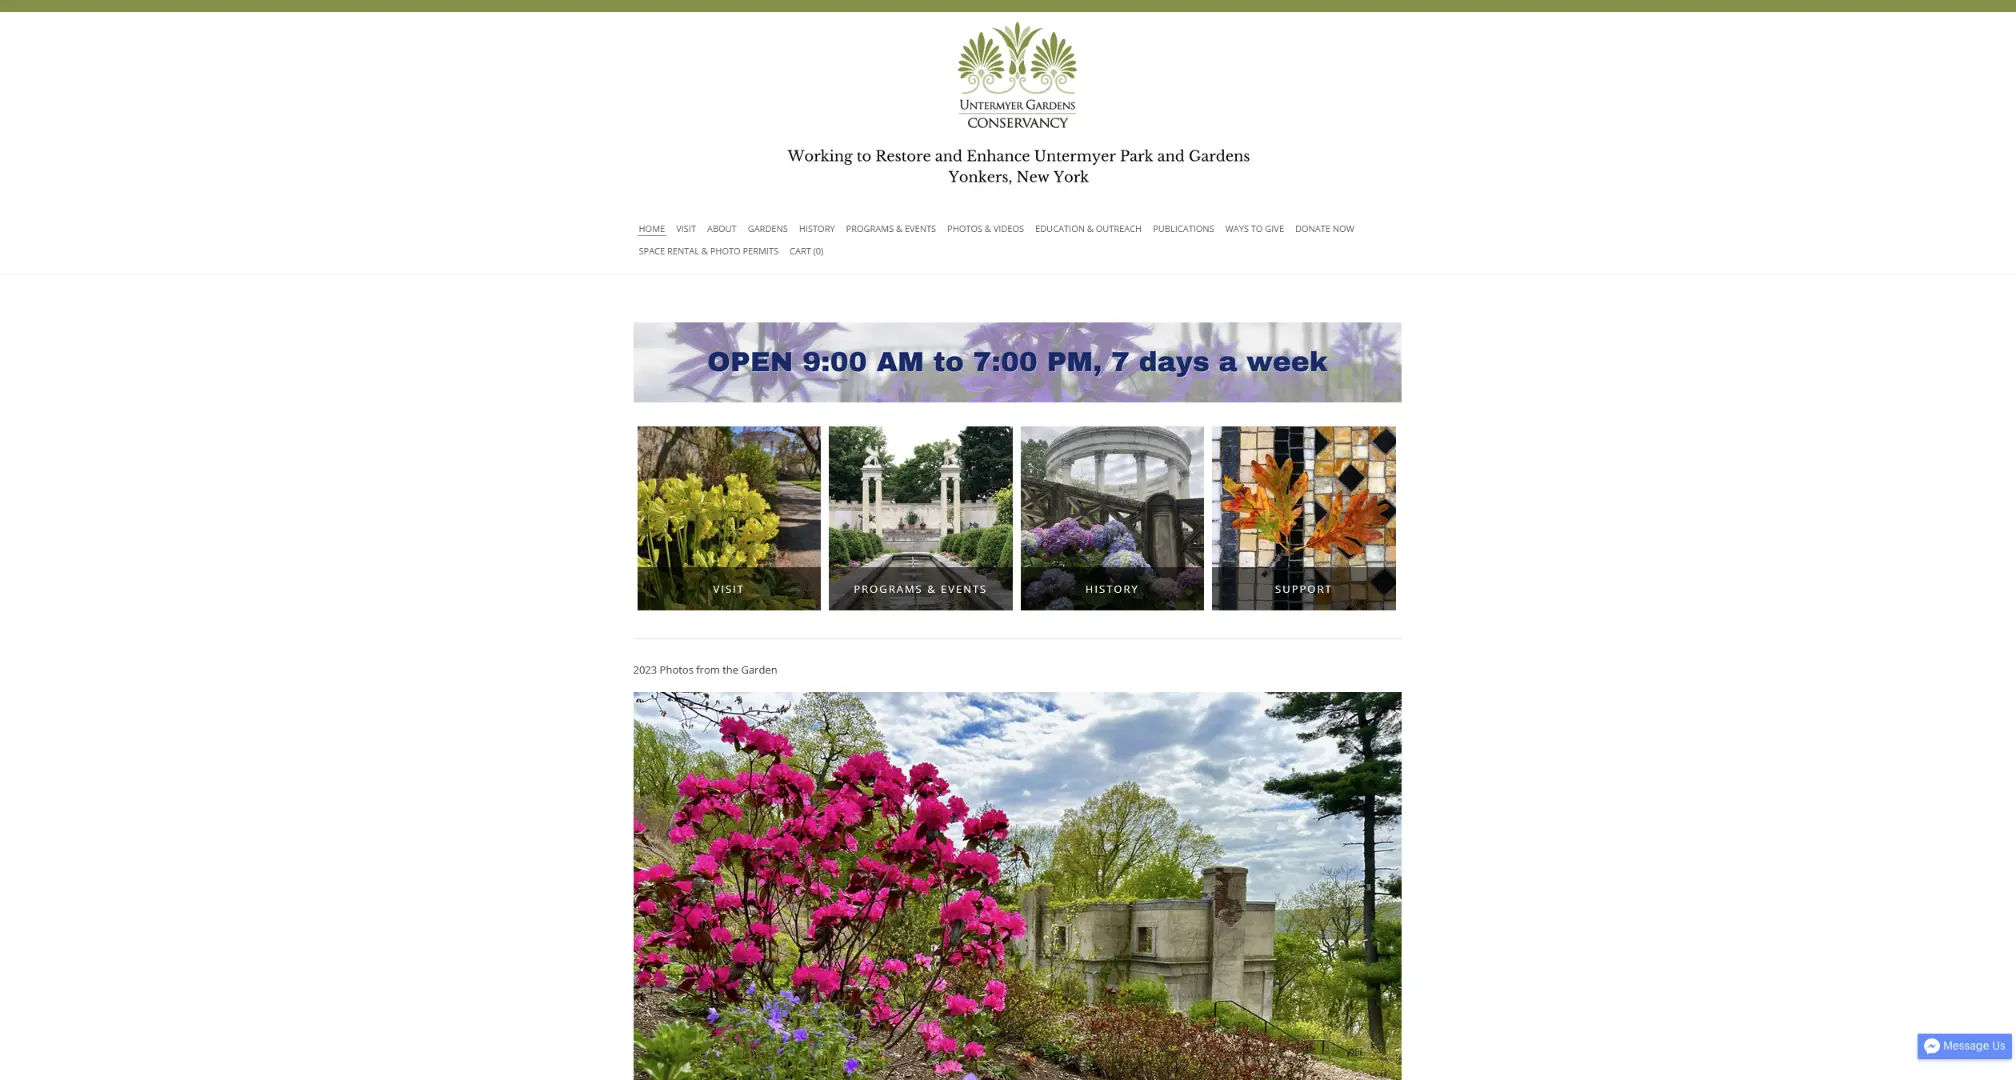 UNTERMYER GARDENS
CONSERVANCY
Working to Restore and Enhance Untermyer Park and Gardens
Yonkers, New York
HOME VISIT ABOUT GARDENS HISTORY PROGRAMS & EVENTS PHOTOS & VIDEOS EDUCATION & OUTREACH PUBLICATIONS WAYS TO GIVE DONATE NOW
SPACE RENTAL & PHOTO PERMITS CART (0)
OPEN 9:00 AM to 7:00 PM, 7 days a week
VISIT PROGRAMS & EVENTS HISTORY SUPPORT
2023 Photos from the Garden
Message Us